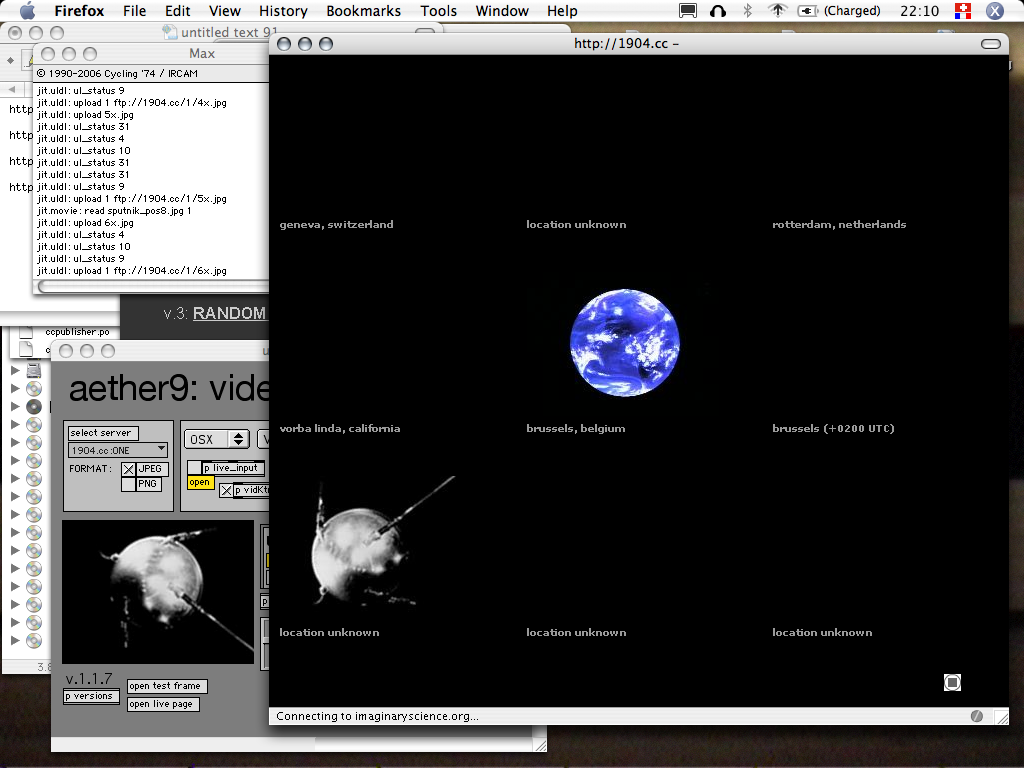 Firefox File Edit View History Bookmarks Tools Window Help (Charged) 22:10
untitled text 91
Max
© 1990-2006 Cycling '74 / IRCAM
jit.uldl: ul_status 9
jit.uldl: upload 1 ftp://1904.cc/1/4x.jpg
jit.uldl: upload 5x.jpg
jit.uldl: ul_status 31
jit.uldl: ul_status 4
jit.uldl: ul_status 10
jit.uldl: ul_status 31
jit.uldl: ul_status 31
jit.uldl: ul_status 9
jit.uldl: upload 1 ftp://1904.cc/1/5x.jpg
jit.movie: read sputnik_pos8.jpg 1
jit.uldl: upload 6x.jpg
jit.uldl: ul_status 4
jit.uldl: ul_status 10
jit.uldl: ul_status 9
jit.uldl: upload 1 ftp://1904.cc/1/6x.jpg
http
http
http
http
v.3: RANDOM
ccpublisher.po
3.8
aether9: vide
select server
1904.cc:ONE
FORMAT:
JPEG
PNG
OSX
p live_input
open
p vidKtr
v.1.1.7
p versions
open test frame
open live page
http://1904.cc –
geneva, switzerland
location unknown
rotterdam, netherlands
vorba linda, california
brussels, belgium
brussels (+0200 UTC)
location unknown
location unknown
location unknown
Connecting to imaginaryscience.org...